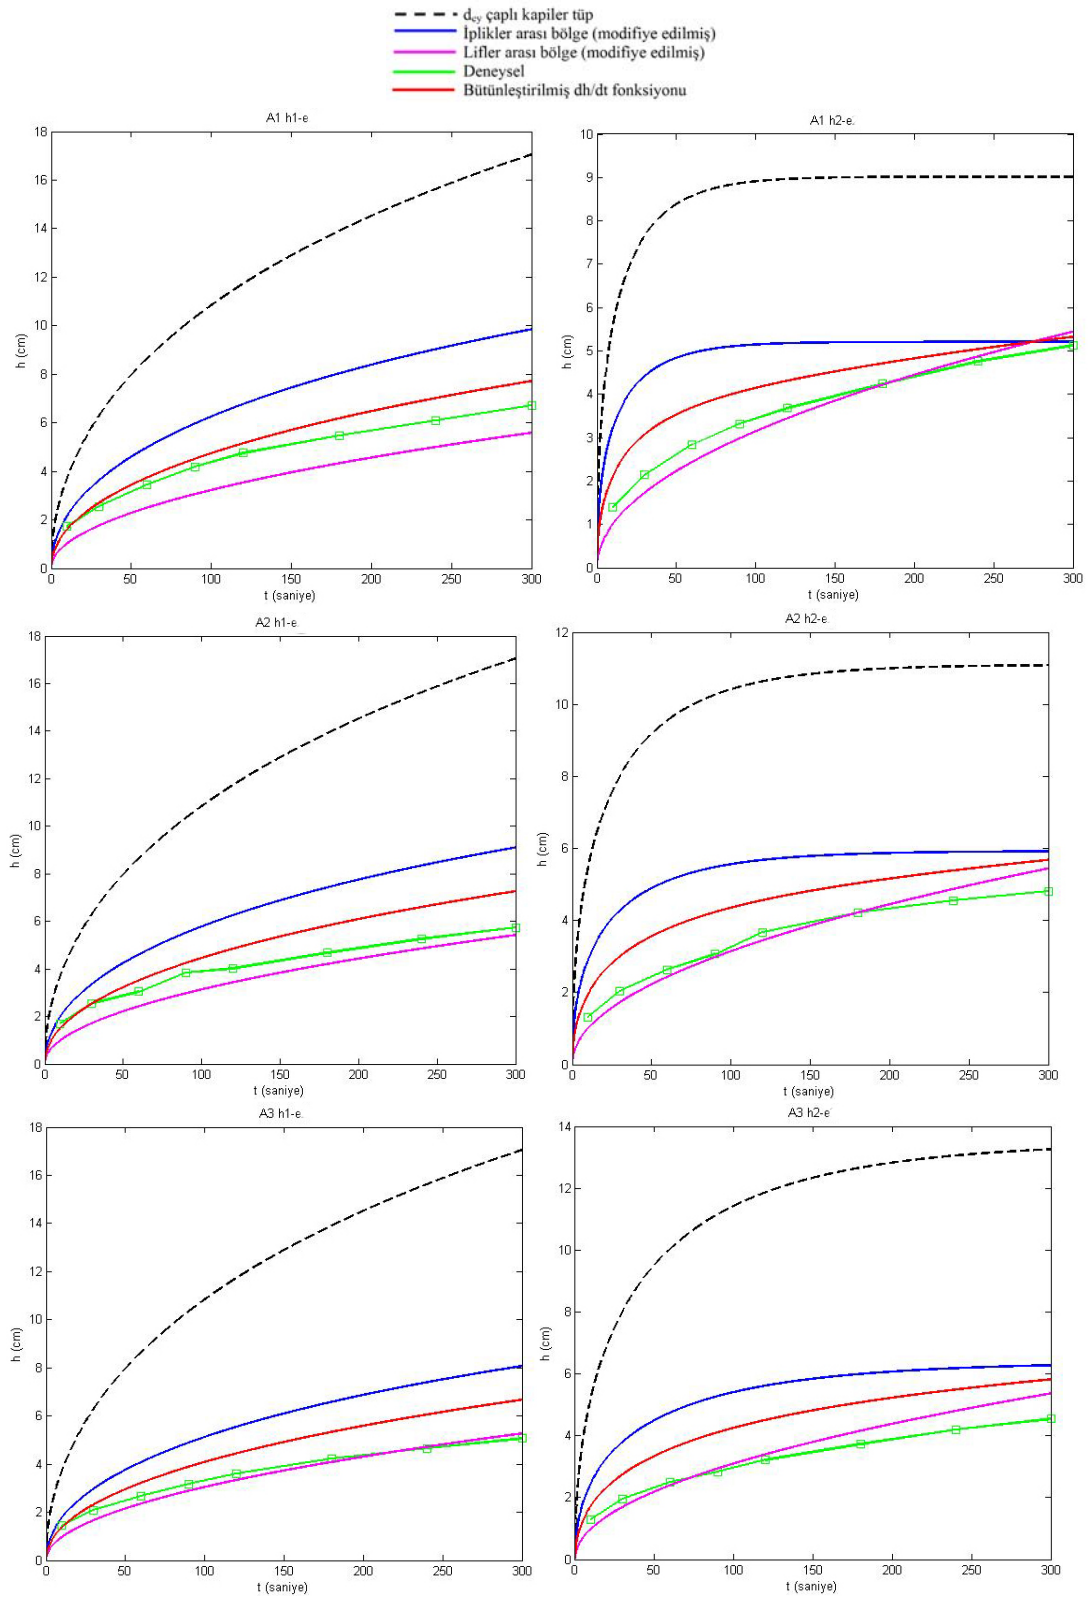 d_ey çaplı kapiler tüp
İplikler arası bölge (modifiye edilmiş)
Lifler arası bölge (modifiye edilmiş)
Deneysel
Bütünleştirilmiş dh/dt fonksiyonu
A1 h1-e
18
16
14
12
10
8
6
4
2
0
h (cm)
0 50 100 150 200 250 300
t (saniye)
A1 h2-e.
10
9
8
7
6
5
4
3
2
1
0
h (cm)
0 50 100 150 200 250 300
t (saniye)
A2 h1-e
18
16
14
12
10
8
6
4
2
0
h (cm)
0 50 100 150 200 250 300
t (saniye)
A2 h2-e.
12
10
8
6
4
2
0
h (cm)
0 50 100 150 200 250 300
t (saniye)
A3 h1-e.
18
16
14
12
10
8
6
4
2
0
h (cm)
0 50 100 150 200 250 300
t (saniye)
A3 h2-e
14
12
10
8
6
4
2
0
h (cm)
0 50 100 150 200 250 300
t (saniye)